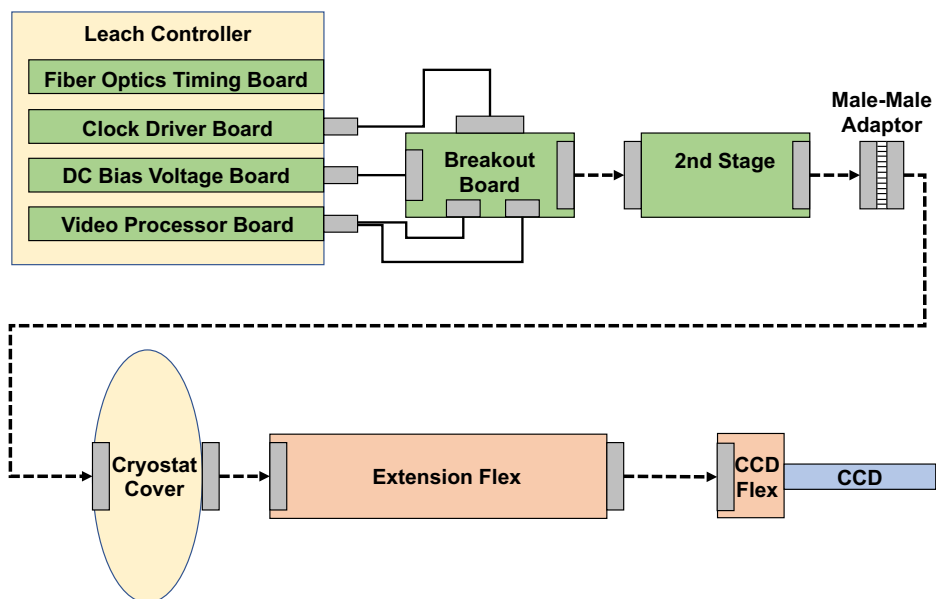 Leach Controller
Fiber Optics Timing Board
Clock Driver Board
DC Bias Voltage Board
Video Processor Board
Breakout
Board
2nd Stage
Male-Male
Adaptor
Cryostat
Cover
Extension Flex
CCD
Flex
CCD